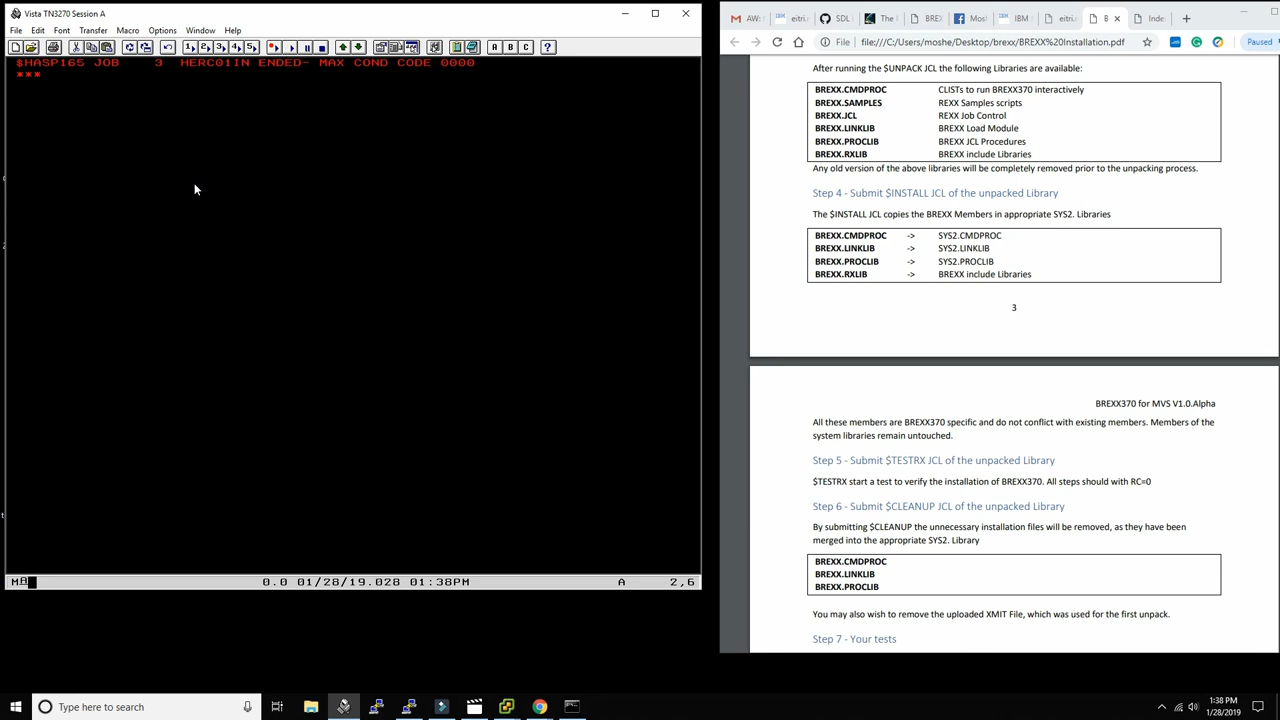 Vista TN3270 Session A
File Edit Font Transfer Macro Options Window Help
$HASP165 JOB 3 HERC01IN ENDED- MAX COND CODE 0000
***
0.0 01/28/19.028 01:38PM A 2,6
eitri.
SDL
The
BREX
Most
IBM
eitri.
B
Inde
File file:///C:/Users/moshe/Desktop/brexx/BREXX%20Installation.pdf Paused
After running the $UNPACK JCL the following Libraries are available:
BREXX.CMDPROC CLISTs to run BREXX370 interactively
BREXX.SAMPLES REXX Samples scripts
BREXX.JCL REXX Job Control
BREXX.LINKLIB BREXX Load Module
BREXX.PROCLIB BREXX JCL Procedures
BREXX.RXLIB BREXX include Libraries
Any old version of the above libraries will be completely removed prior to the unpacking process.
Step 4 - Submit $INSTALL JCL of the unpacked Library
The $INSTALL JCL copies the BREXX Members in appropriate SYS2. Libraries
BREXX.CMDPROC -> SYS2.CMDPROC
BREXX.LINKLIB -> SYS2.LINKLIB
BREXX.PROCLIB -> SYS2.PROCLIB
BREXX.RXLIB -> BREXX include Libraries
3
BREXX370 for MVS V1.0.Alpha
All these members are BREXX370 specific and do not conflict with existing members. Members of the
system libraries remain untouched.
Step 5 - Submit $TESTRX JCL of the unpacked Library
$TESTRX start a test to verify the installation of BREXX370. All steps should with RC=0
Step 6 - Submit $CLEANUP JCL of the unpacked Library
By submitting $CLEANUP the unnecessary installation files will be removed, as they have been
merged into the appropriate SYS2. Library
BREXX.CMDPROC
BREXX.LINKLIB
BREXX.PROCLIB
You may also wish to remove the uploaded XMIT File, which was used for the first unpack.
Step 7 - Your tests
Type here to search
1:38 PM
1/28/2019